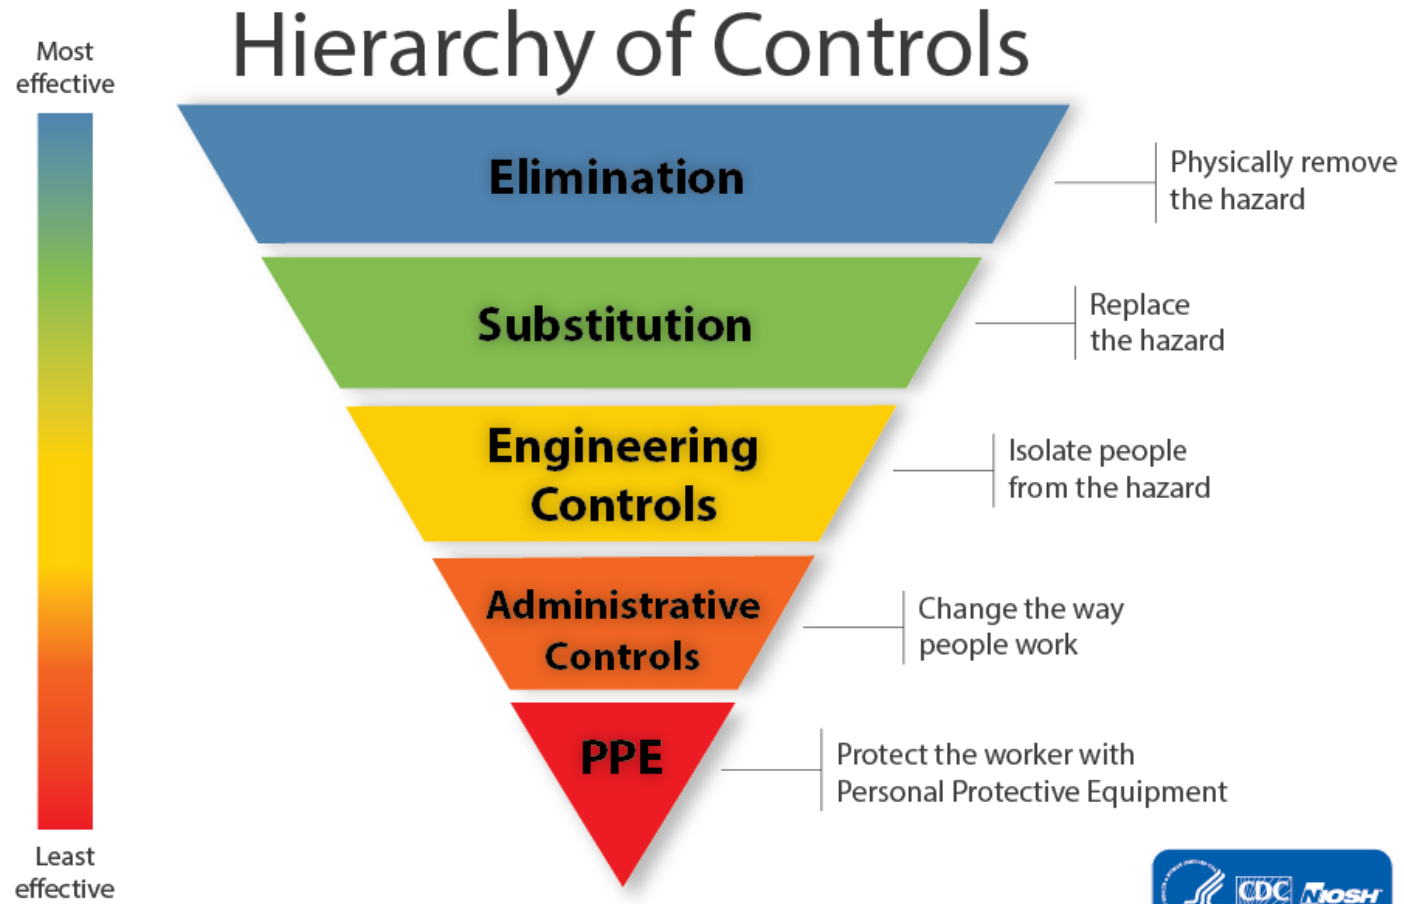 Hierarchy of Controls
Most
effective
Elimination
Physically remove
the hazard
Substitution
Replace
the hazard
Engineering
Controls
Isolate people
from the hazard
Administrative
Controls
Change the way
people work
PPE
Protect the worker with
Personal Protective Equipment
Least
effective
CDC NIOSH